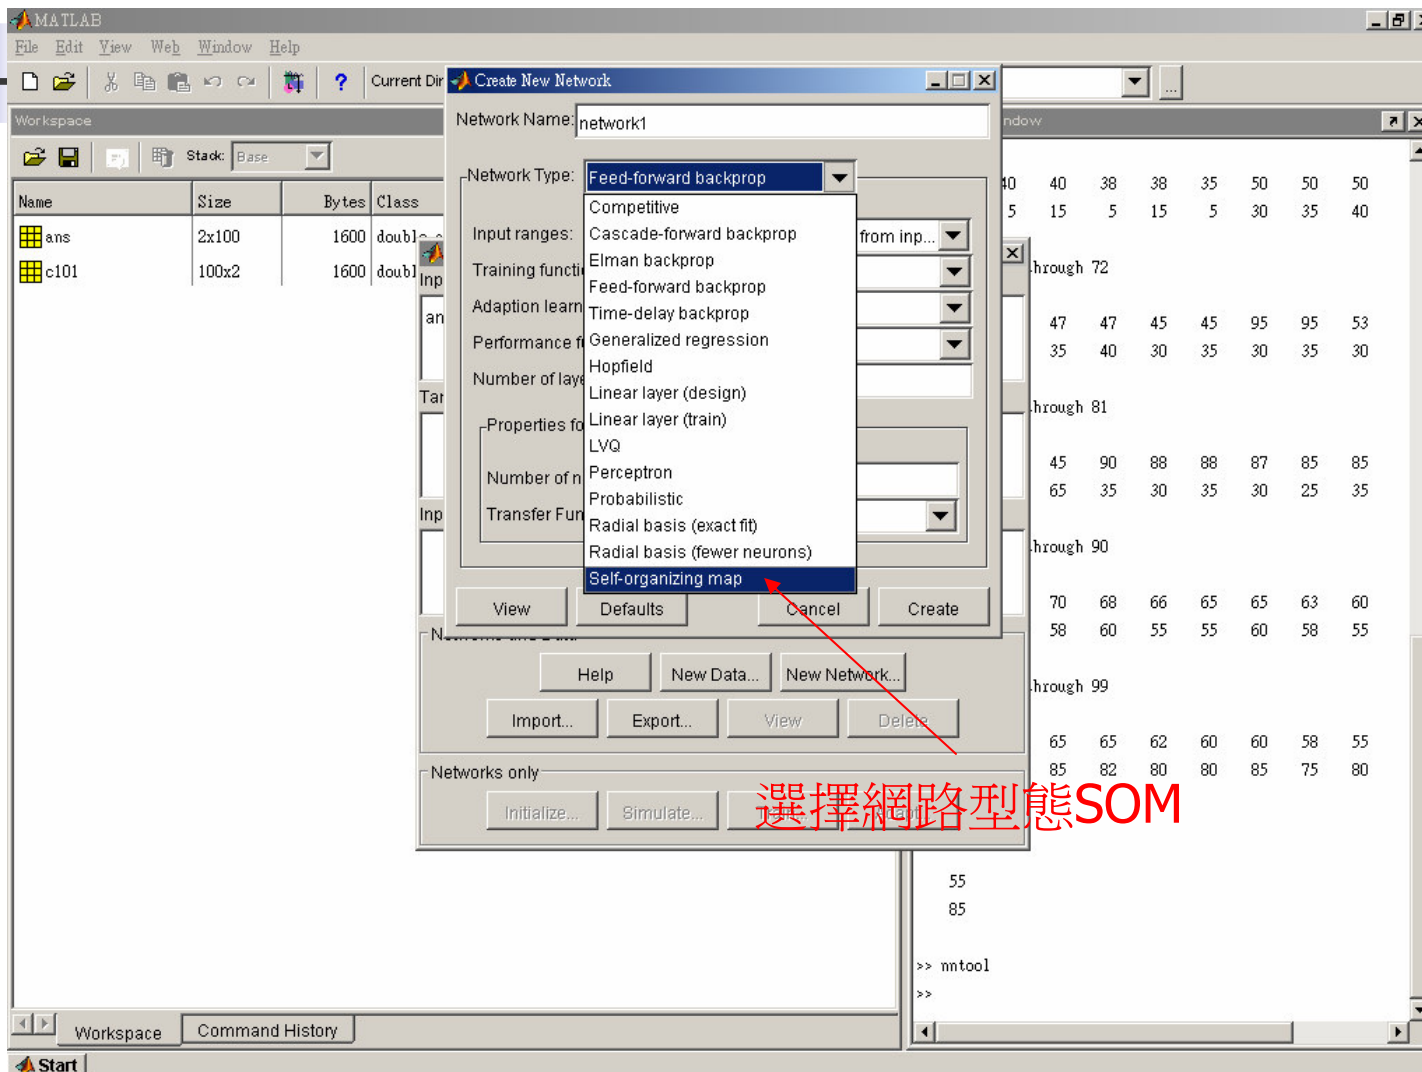 MATLAB
File Edit View Web Window Help
Current Dir
...
Workspace
Stack: Base
Name Size Bytes Class
ans 2x100 1600 double
c101 100x2 1600 doubl
Create New Network
Network Name: network1
Network Type: Feed-forward backprop
Competitive
Input ranges: Cascade-forward backprop from inp...
Elman backprop
Training functi
Feed-forward backprop
Adaption learn
Time-delay backprop
Generalized regression
Performance f
Hopfield
Number of laye
Linear layer (design)
Linear layer (train)
Properties fo
LVQ
Perceptron
Number of n
Probabilistic
Transfer Fun
Radial basis (exact fit)
Radial basis (fewer neurons)
Self-organizing map
View Defaults Cancel Create
Inp
an
Tar
Inp
Help New Data... New Network...
Import... Export... View Delete
Networks only
Initialize... Simulate... Train... Adapt...
選擇網路型態SOM
ndow
40 40 38 38 35 50 50 50
5 15 5 15 5 30 35 40
hrough 72
47 47 45 45 95 95 53
35 40 30 35 30 35 30
hrough 81
45 90 88 88 87 85 85
65 35 30 35 30 25 35
hrough 90
70 68 66 65 65 63 60
58 60 55 55 60 58 55
hrough 99
65 65 62 60 60 58 55
85 82 80 80 85 75 80
55
85
>> nntool
>>
Workspace Command History
Start